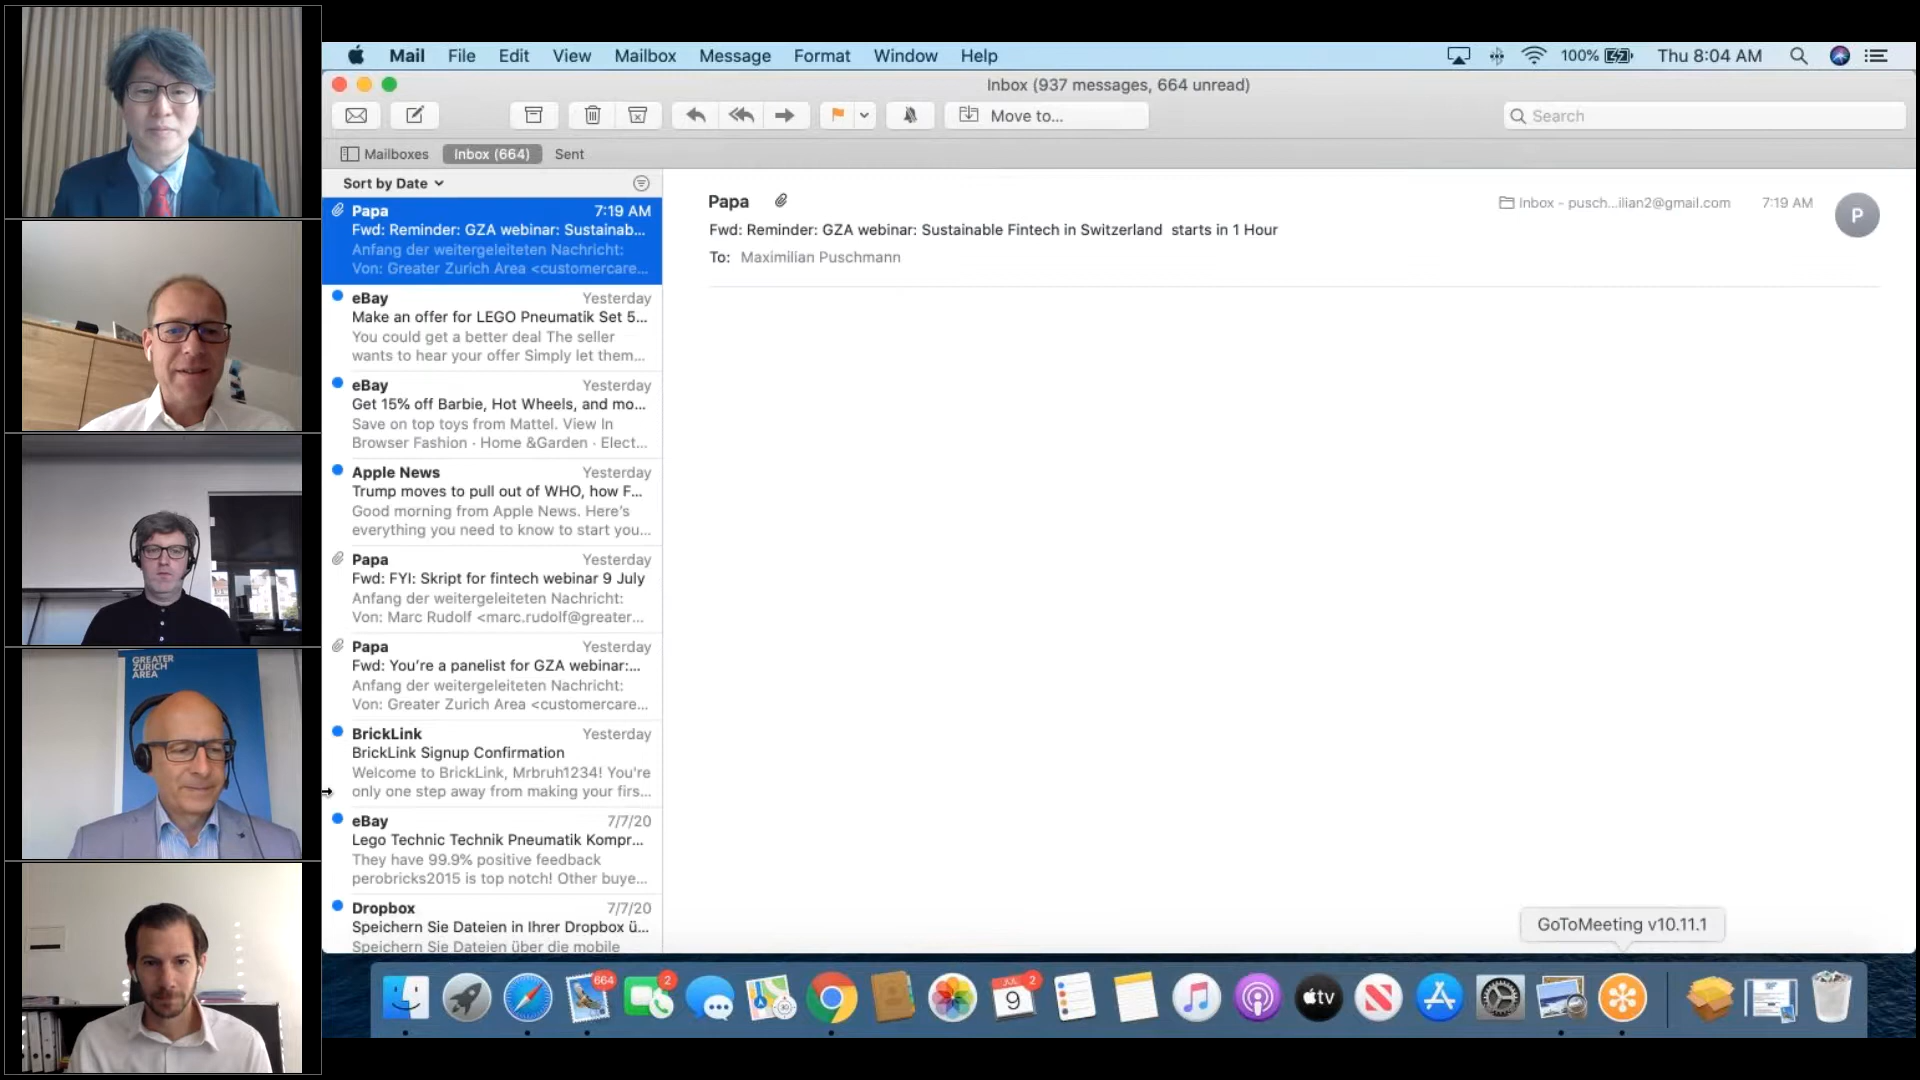 GREATER
ZURICH
AREA
Mail File Edit View Mailbox Message Format Window Help 100% Thu 8:04 AM
Inbox (937 messages, 664 unread)
Move to...
Search
Mailboxes Inbox (664) Sent
Sort by Date
Papa 7:19 AM
Fwd: Reminder: GZA webinar: Sustainab...
Anfang der weitergeleiteten Nachricht:
Von: Greater Zurich Area <customercare...
eBay Yesterday
Make an offer for LEGO Pneumatik Set 5...
You could get a better deal The seller
wants to hear your offer Simply let them...
eBay Yesterday
Get 15% off Barbie, Hot Wheels, and mo...
Save on top toys from Mattel. View In
Browser Fashion · Home &Garden · Elect...
Apple News Yesterday
Trump moves to pull out of WHO, how F...
Good morning from Apple News. Here's
everything you need to know to start you...
Papa Yesterday
Fwd: FYI: Skript for fintech webinar 9 July
Anfang der weitergeleiteten Nachricht:
Von: Marc Rudolf <marc.rudolf@greater...
Papa Yesterday
Fwd: You're a panelist for GZA webinar:...
Anfang der weitergeleiteten Nachricht:
Von: Greater Zurich Area <customercare...
BrickLink Yesterday
BrickLink Signup Confirmation
Welcome to BrickLink, Mrbruh1234! You're
only one step away from making your firs...
eBay 7/7/20
Lego Technic Technik Pneumatik Kompr...
They have 99.9% positive feedback
perobricks2015 is top notch! Other buye...
Dropbox 7/7/20
Speichern Sie Dateien in Ihrer Dropbox ü...
Speichern Sie Dateien über die mobile
Papa Inbox - pusch...ilian2@gmail.com 7:19 AM
P
Fwd: Reminder: GZA webinar: Sustainable Fintech in Switzerland starts in 1 Hour
To: Maximilian Puschmann
GoToMeeting v10.11.1
664
2
JUL 2
9
tv